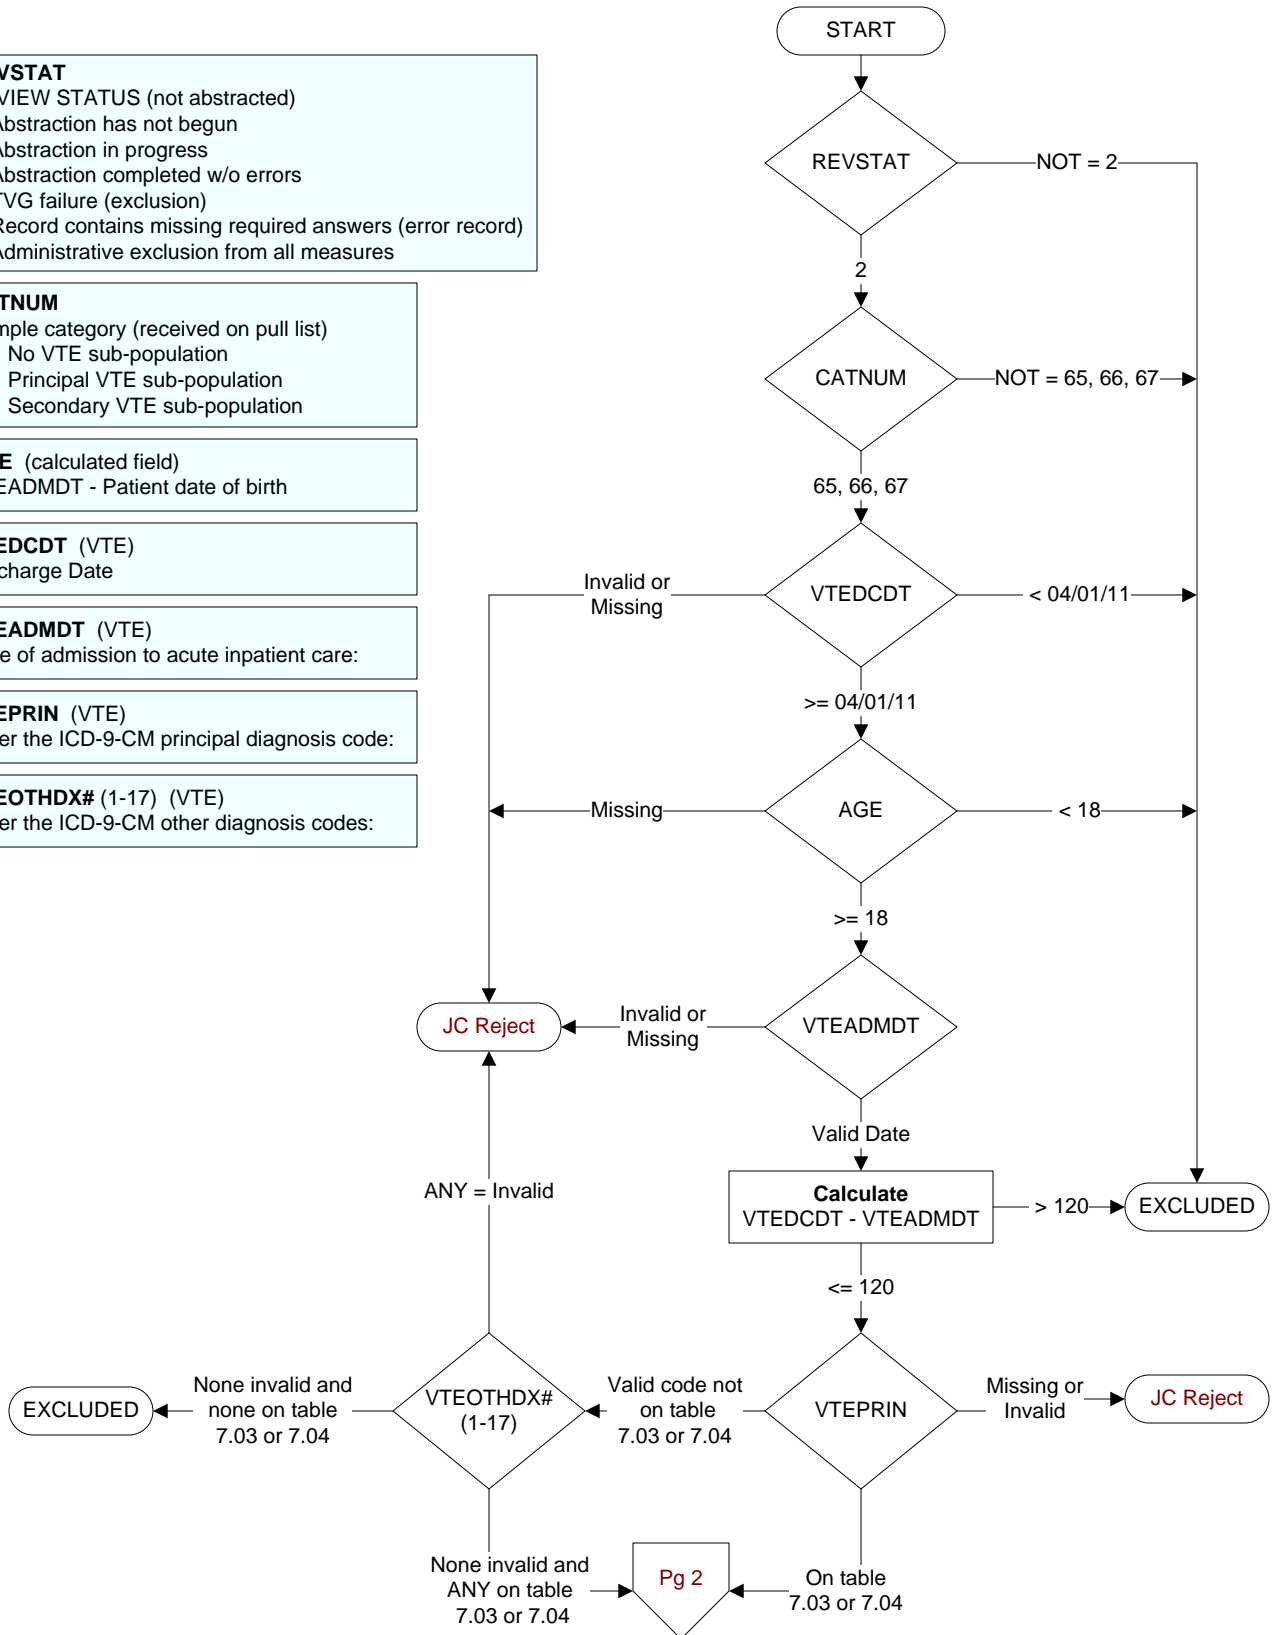 START
VSTAT
VIEW STATUS (not abstracted)
Abstraction has not begun
Abstraction in progress
Abstraction completed w/o errors
TVG failure (exclusion)
Record contains missing required answers (error record)
Administrative exclusion from all measures
TNUM
mple category (received on pull list)
No VTE sub-population
Principal VTE sub-population
Secondary VTE sub-population
E (calculated field)
EADMDT - Patient date of birth
EDCDT (VTE)
charge Date
EADMDT (VTE)
e of admission to acute inpatient care:
EPRIN (VTE)
er the ICD-9-CM principal diagnosis code:
EOTHDX# (1-17) (VTE)
er the ICD-9-CM other diagnosis codes:
REVSTAT
NOT = 2
2
CATNUM
NOT = 65, 66, 67
65, 66, 67
Invalid or
Missing
VTEDCDT
< 04/01/11
>= 04/01/11
Missing
AGE
< 18
>= 18
JC Reject
Invalid or
Missing
VTEADMDT
Valid Date
ANY = Invalid
Calculate
VTEDCDT - VTEADMDT
> 120
EXCLUDED
<= 120
EXCLUDED
None invalid and
none on table
7.03 or 7.04
VTEOTHDX#
(1-17)
Valid code not
on table
7.03 or 7.04
VTEPRIN
Missing or
Invalid
JC Reject
None invalid and
ANY on table
7.03 or 7.04
Pg 2
On table
7.03 or 7.04